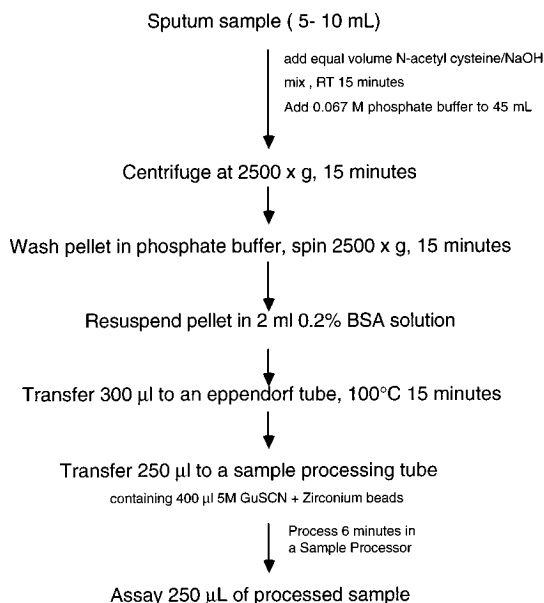 Sputum sample ( 5- 10 mL)
add equal volume N-acetyl cysteine/NaOH
mix , RT 15 minutes
Add 0.067 M phosphate buffer to 45 mL
Centrifuge at 2500 x g, 15 minutes
Wash pellet in phosphate buffer, spin 2500 x g, 15 minutes
Resuspend pellet in 2 ml 0.2% BSA solution
Transfer 300 µl to an eppendorf tube, 100°C 15 minutes
Transfer 250 µl to a sample processing tube
containing 400 µl 5M GuSCN + Zirconium beads
Process 6 minutes in
a Sample Processor
Assay 250 µL of processed sample